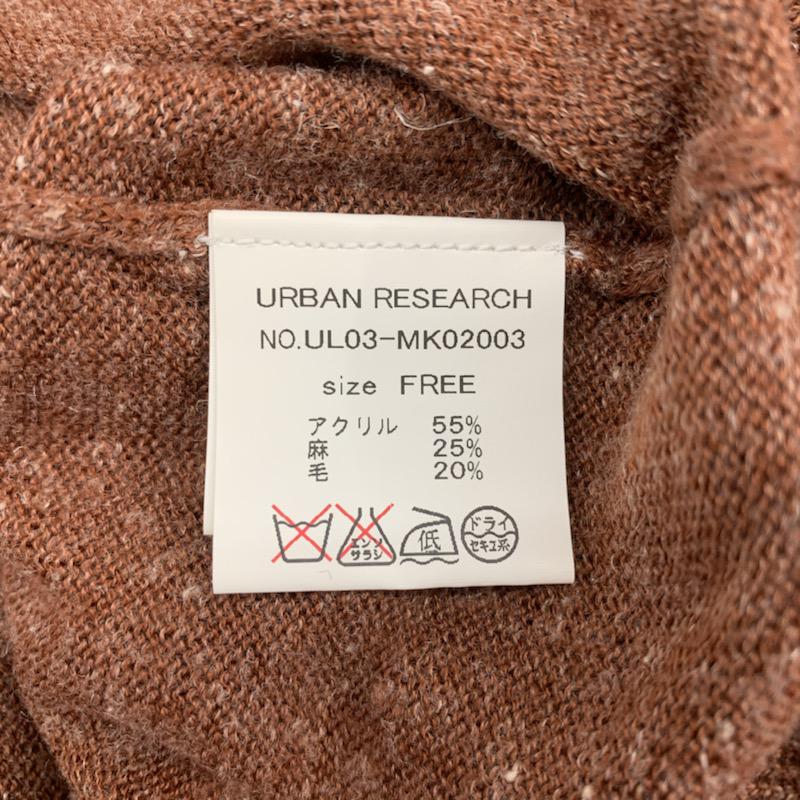 URBAN RESEARCH
NO.UL03-MK02003
size FREE
アクリル 55%
麻 25%
毛 20%
エンソ
サラシ
低
ドライ
セキユ系